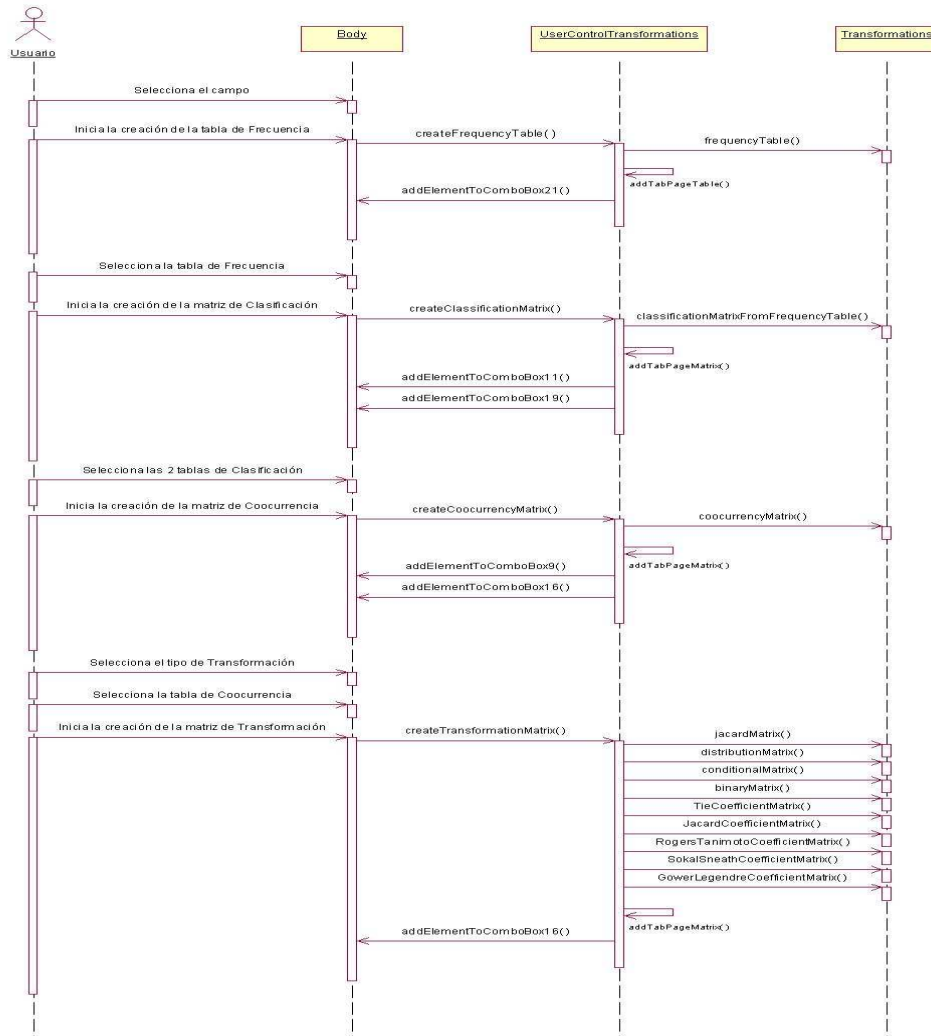 Usuario
Body
UserControlTransformations
Transformations
Selecciona el campo
Inicia la creación de la tabla de Frecuencia
createFrequencyTable()
frequencyTable()
addTabPageTable()
addElementToComboBox21()
Selecciona la tabla de Frecuencia
Inicia la creación de la matriz de Clasificación
createClassificationMatrix()
classificationMatrixFromFrequencyTable()
addTabPageMatrix()
addElementToComboBox11()
addElementToComboBox19()
Selecciona las 2 tablas de Clasificación
Inicia la creación de la matriz de Coocurrencia
createCoocurrencyMatrix()
coocurrencyMatrix()
addTabPageMatrix()
addElementToComboBox9()
addElementToComboBox16()
Selecciona el tipo de Transformación
Selecciona la tabla de Coocurrencia
Inicia la creación de la matriz de Transformación
createTransformationMatrix()
jacardMatrix()
distributionMatrix()
conditionalMatrix()
binaryMatrix()
TieCoefficientMatrix()
JacardCoefficientMatrix()
RogersTanimotoCoefficientMatrix()
SokalSneathCoefficientMatrix()
GowerLegendreCoefficientMatrix()
addTabPageMatrix()
addElementToComboBox16()